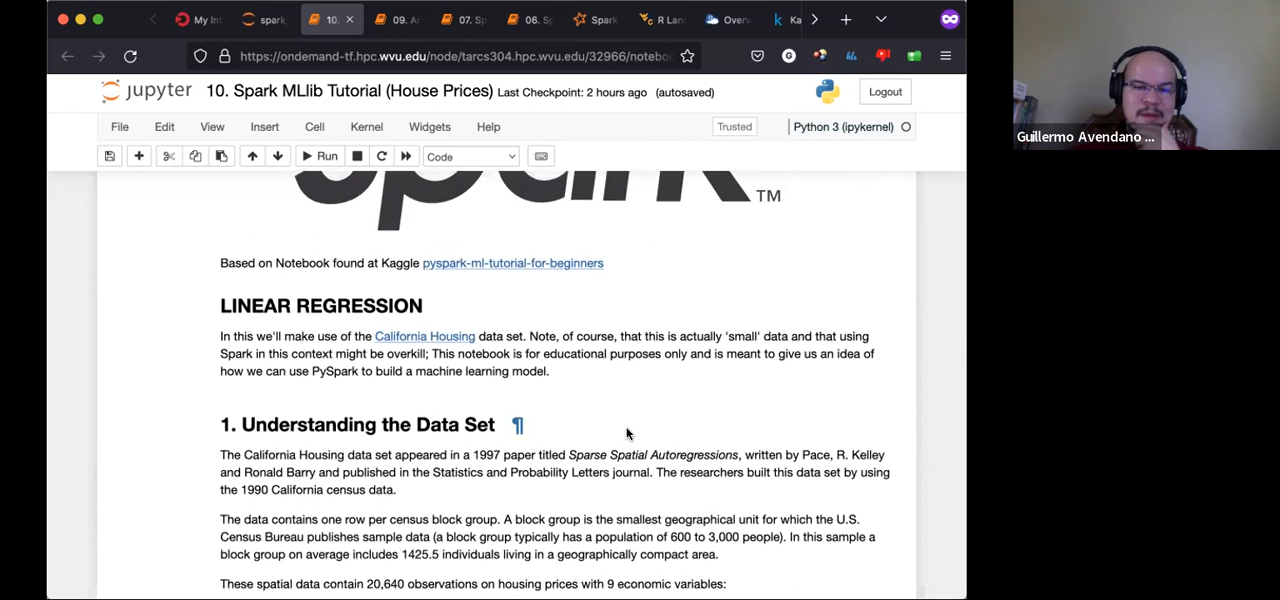 My In
spark
10.
09. A
07. Sp
06. S
Spark
R Lan
Overv
Ka
https://ondemand-tf.hpc.wvu.edu/node/tarcs304.hpc.wvu.edu/32966/notebo
jupyter 10. Spark MLlib Tutorial (House Prices) Last Checkpoint: 2 hours ago (autosaved)
Logout
File Edit View Insert Cell Kernel Widgets Help
Trusted
Python 3 (ipykernel)
Run
Code
Spark TM
Based on Notebook found at Kaggle pyspark-ml-tutorial-for-beginners
LINEAR REGRESSION
In this we'll make use of the California Housing data set. Note, of course, that this is actually 'small' data and that using
Spark in this context might be overkill; This notebook is for educational purposes only and is meant to give us an idea of
how we can use PySpark to build a machine learning model.
1. Understanding the Data Set ¶
The California Housing data set appeared in a 1997 paper titled Sparse Spatial Autoregressions, written by Pace, R. Kelley
and Ronald Barry and published in the Statistics and Probability Letters journal. The researchers built this data set by using
the 1990 California census data.
The data contains one row per census block group. A block group is the smallest geographical unit for which the U.S.
Census Bureau publishes sample data (a block group typically has a population of 600 to 3,000 people). In this sample a
block group on average includes 1425.5 individuals living in a geographically compact area.
These spatial data contain 20,640 observations on housing prices with 9 economic variables:
Guillermo Avendano ...